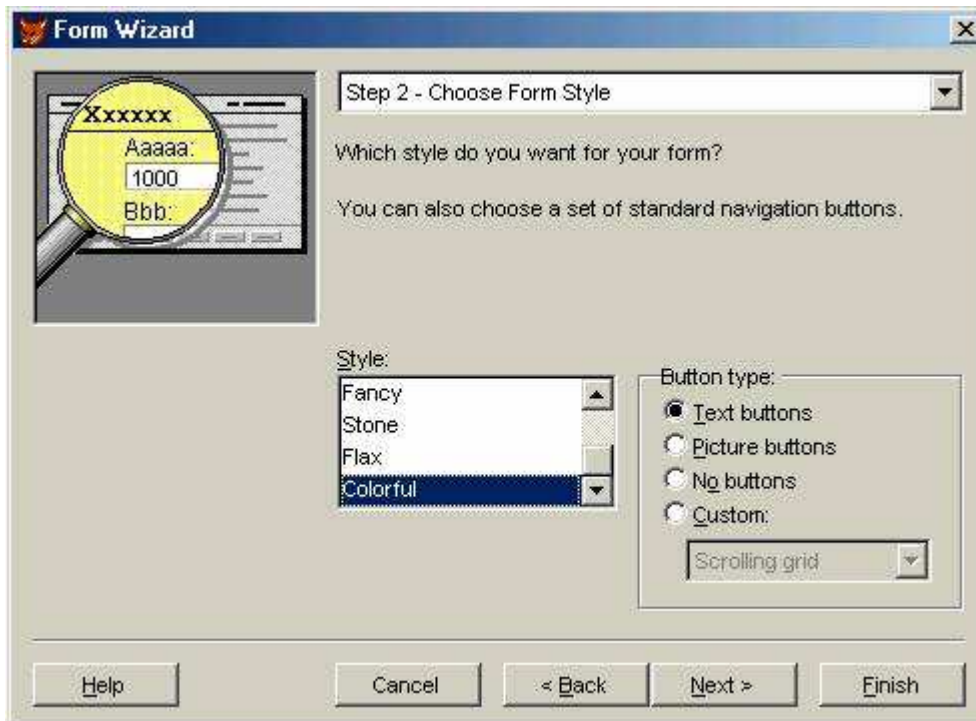 Form Wizard
Step 2 - Choose Form Style
Xxxxxx
Aaaaa:
1000
Bbb:
Which style do you want for your form?
You can also choose a set of standard navigation buttons.
Style:
Fancy
Stone
Flax
Colorful
Button type:
Text buttons
Picture buttons
No buttons
Custom:
Scrolling grid
Help
Cancel
< Back
Next >
Finish